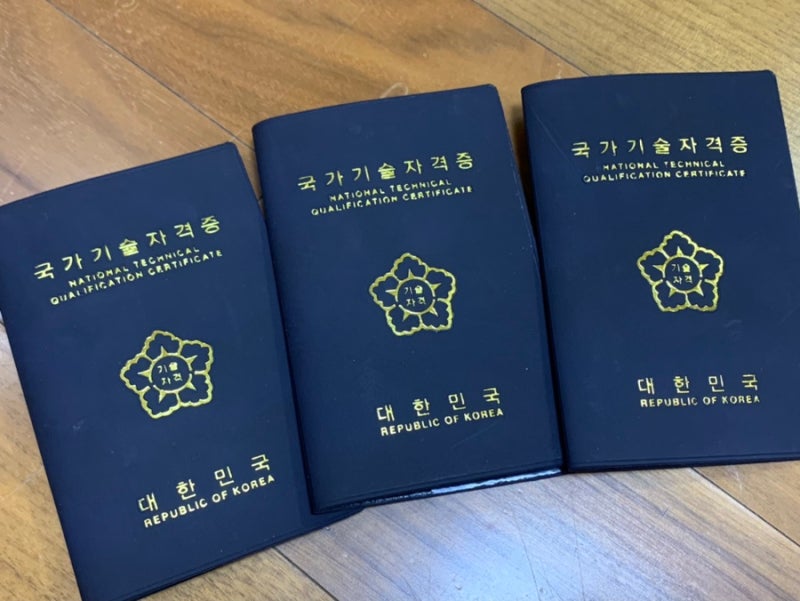 국가기술자격증
NATIONAL TECHNICAL
QUALIFICATION CERTIFICATE
기술
자격
대한민국
REPUBLIC OF KOREA
국가기술자격증
NATIONAL TECHNICAL
QUALIFICATION CERTIFICATE
기술
자격
대한민국
REPUBLIC OF KOREA
국가기술자격증
NATIONAL TECHNICAL
QUALIFICATION CERTIFICATE
기술
자격
대한민국
REPUBLIC OF KOREA